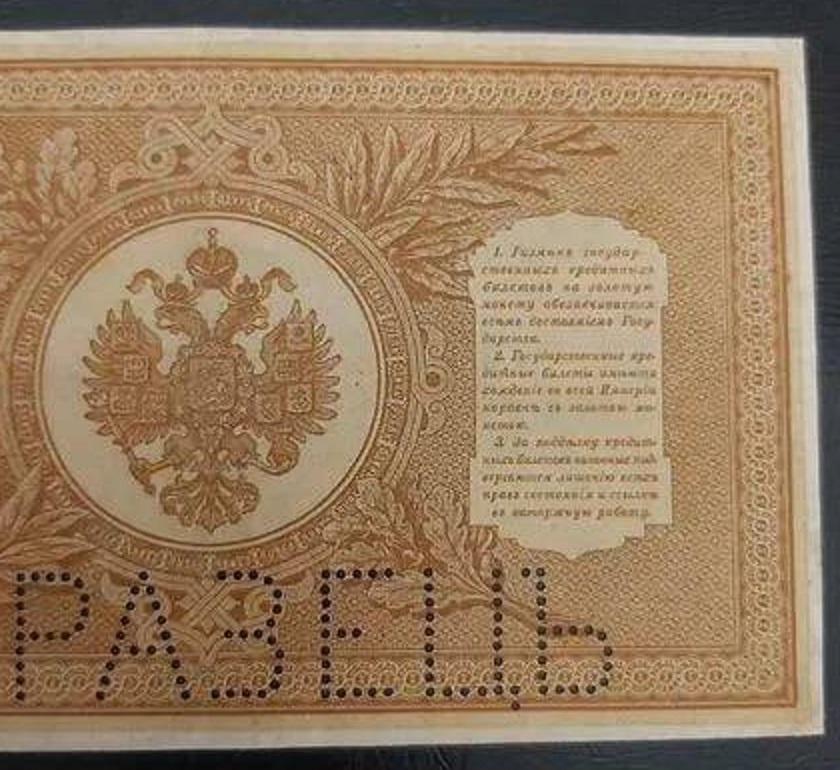 1. Размѣнъ государ-
ственныхъ кредитныхъ
билетовъ на золотую
монету обезпечивается
всѣмъ достояніемъ Госу-
дарства.
2. Государственные кре-
дитные билеты имѣютъ
хожденіе во всей Имперіи
наравнѣ съ золотою мо-
нетою.
3. За поддѣлку кредит-
ныхъ билетовъ виновные под-
вергаются лишенію всѣхъ
правъ состоянія и ссылкѣ
въ каторжную работу.
РАЗЕЦЪ